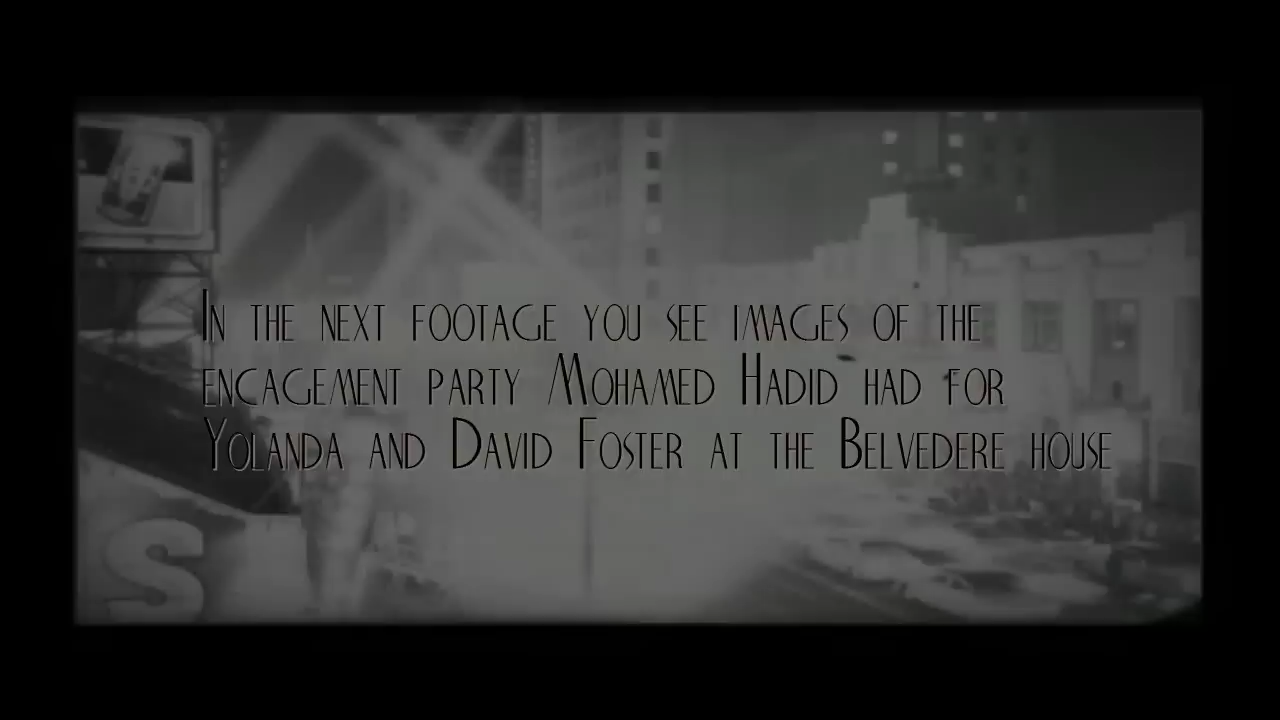 In the next footage you see images of the
encagement party Mohamed Hadid had for
Yolanda and David Foster at the Belvedere house
S